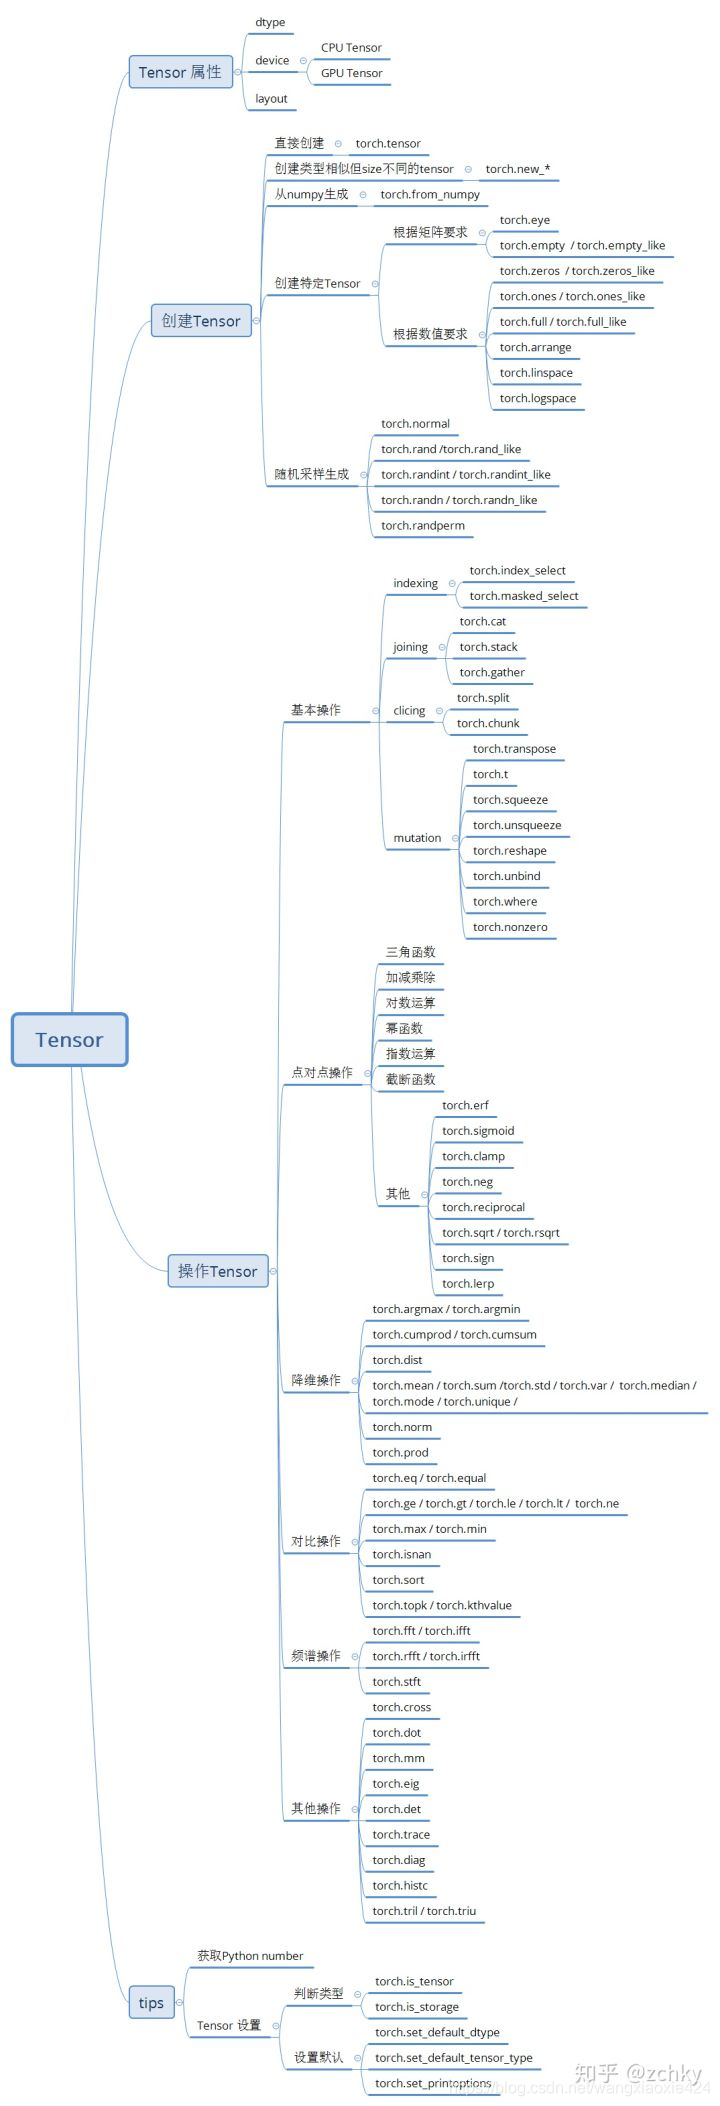 dtype
device
CPU Tensor
GPU Tensor
layout
Tensor 属性
直接创建
torch.tensor
创建类型相似但size不同的tensor
torch.new_*
从numpy生成
torch.from_numpy
根据矩阵要求
torch.eye
torch.empty / torch.empty_like
创建特定Tensor
torch.zeros / torch.zeros_like
torch.ones / torch.ones_like
创建Tensor
根据数值要求
torch.full / torch.full_like
torch.arrange
torch.linspace
torch.logspace
torch.normal
torch.rand /torch.rand_like
随机采样生成
torch.randint / torch.randint_like
torch.randn / torch.randn_like
torch.randperm
indexing
torch.index_select
torch.masked_select
joining
torch.cat
torch.stack
torch.gather
基本操作
clicing
torch.split
torch.chunk
mutation
torch.transpose
torch.t
torch.squeeze
torch.unsqueeze
torch.reshape
torch.unbind
torch.where
torch.nonzero
Tensor
点对点操作
三角函数
加减乘除
对数运算
幂函数
指数运算
截断函数
其他
torch.erf
torch.sigmoid
torch.clamp
torch.neg
torch.reciprocal
torch.sqrt / torch.rsqrt
torch.sign
torch.lerp
操作Tensor
降维操作
torch.argmax / torch.argmin
torch.cumprod / torch.cumsum
torch.dist
torch.mean / torch.sum /torch.std / torch.var / torch.median /
torch.mode / torch.unique /
torch.norm
torch.prod
对比操作
torch.eq / torch.equal
torch.ge / torch.gt / torch.le / torch.lt / torch.ne
torch.max / torch.min
torch.isnan
torch.sort
torch.topk / torch.kthvalue
频谱操作
torch.fft / torch.ifft
torch.rfft / torch.irfft
torch.stft
其他操作
torch.cross
torch.dot
torch.mm
torch.eig
torch.det
torch.trace
torch.diag
torch.histc
torch.tril / torch.triu
tips
获取Python number
Tensor 设置
判断类型
torch.is_tensor
torch.is_storage
设置默认
torch.set_default_dtype
torch.set_default_tensor_type
torch.set_printoptions
知乎 @zchky
https://blog.csdn.net/wangxiaoxie424